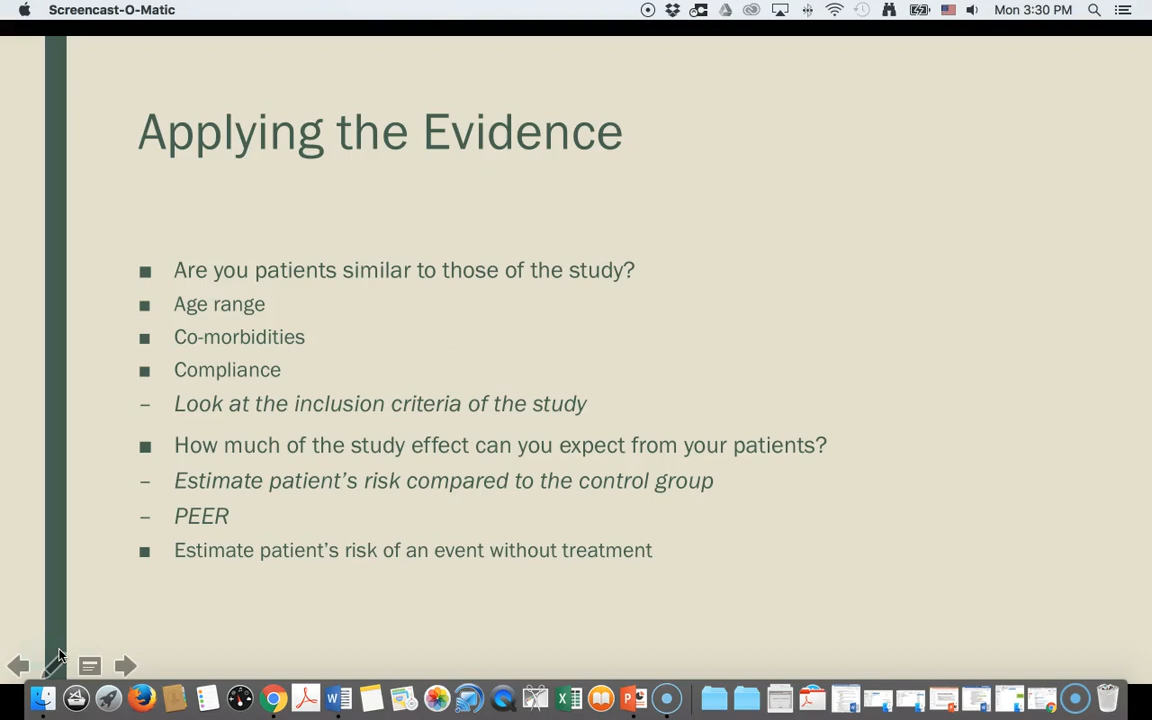 Screencast-O-Matic
Mon 3:30 PM
Applying the Evidence
■ Are you patients similar to those of the study?
■ Age range
■ Co-morbidities
■ Compliance
– Look at the inclusion criteria of the study
■ How much of the study effect can you expect from your patients?
– Estimate patient’s risk compared to the control group
– PEER
■ Estimate patient’s risk of an event without treatment